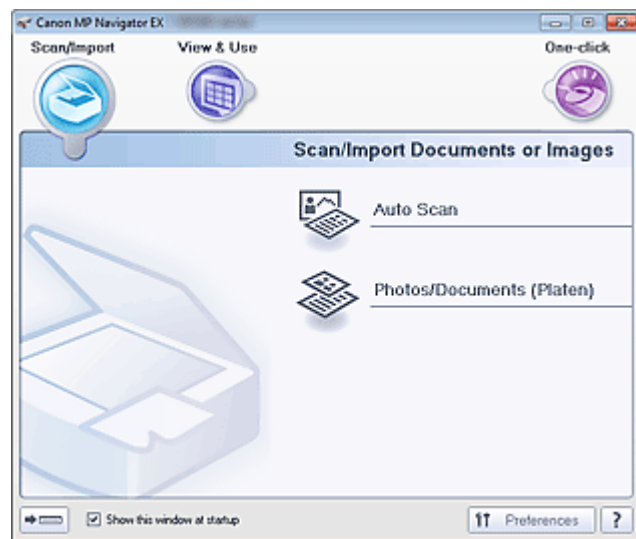 Canon MP Navigator EX
Scan/Import View & Use One-click
Scan/Import Documents or Images
Auto Scan
Photos/Documents (Platen)
Show this window at startup
Preferences ?